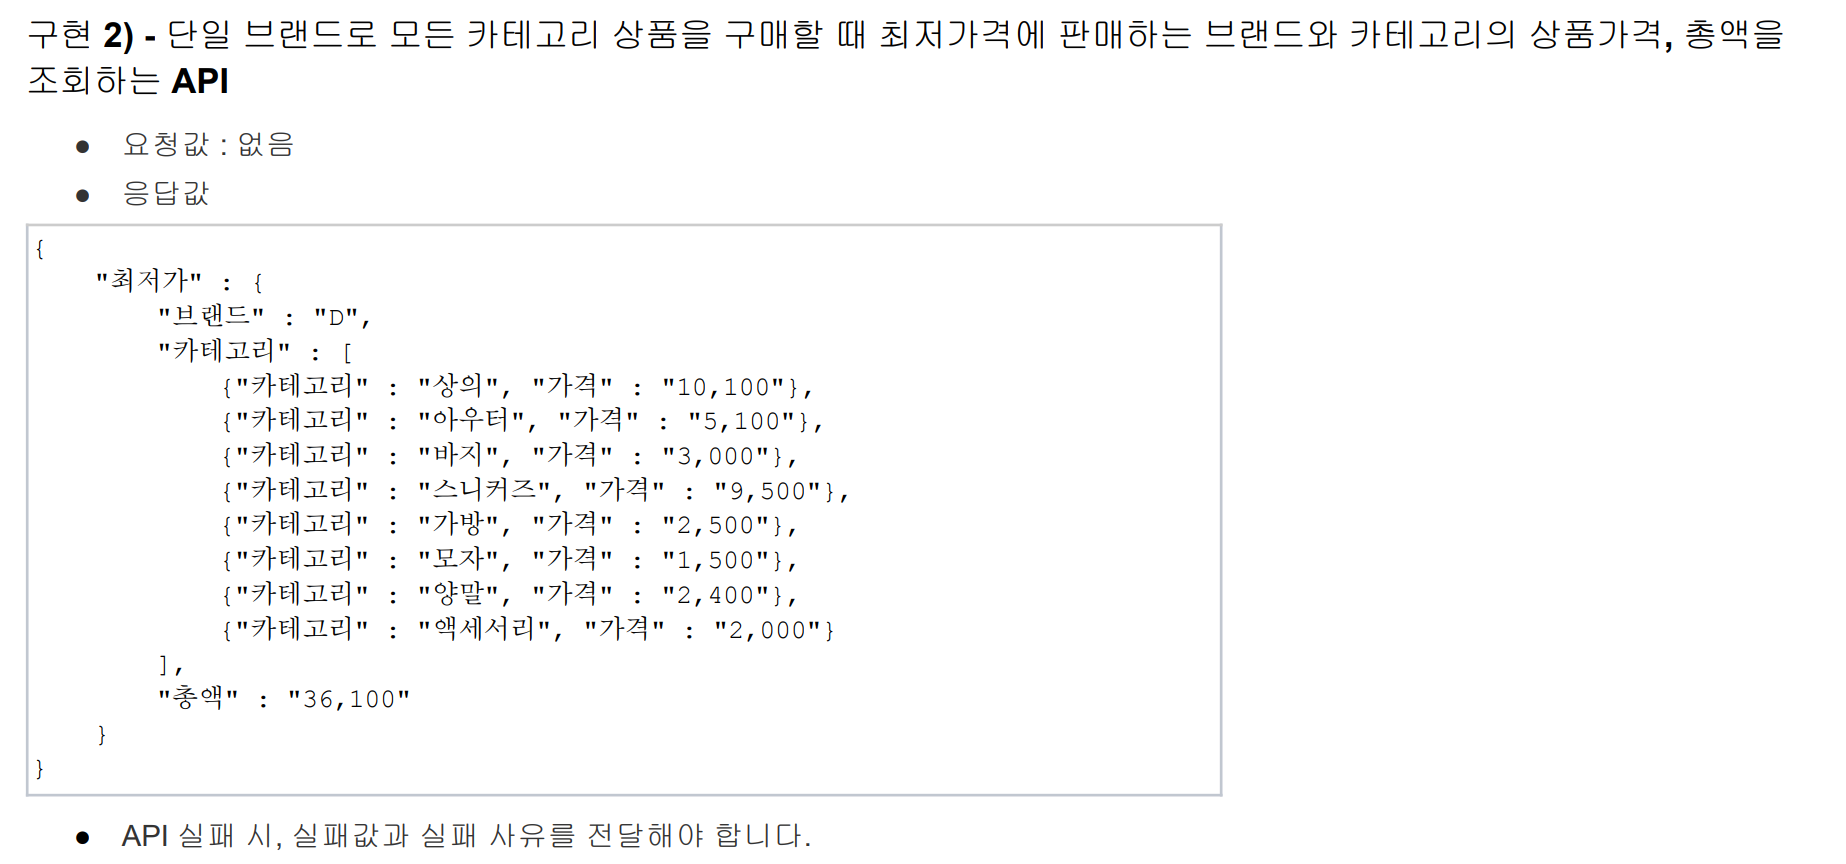 구현 2) - 단일 브랜드로 모든 카테고리 상품을 구매할 때 최저가격에 판매하는 브랜드와 카테고리의 상품가격, 총액을
조회하는 API
● 요청값 : 없음
● 응답값
{
    "최저가" : {
        "브랜드" : "D",
        "카테고리" : [
            {"카테고리" : "상의", "가격" : "10,100"},
            {"카테고리" : "아우터", "가격" : "5,100"},
            {"카테고리" : "바지", "가격" : "3,000"},
            {"카테고리" : "스니커즈", "가격" : "9,500"},
            {"카테고리" : "가방", "가격" : "2,500"},
            {"카테고리" : "모자", "가격" : "1,500"},
            {"카테고리" : "양말", "가격" : "2,400"},
            {"카테고리" : "액세서리", "가격" : "2,000"}
        ],
        "총액" : "36,100"
    }
}
● API 실패 시, 실패값과 실패 사유를 전달해야 합니다.